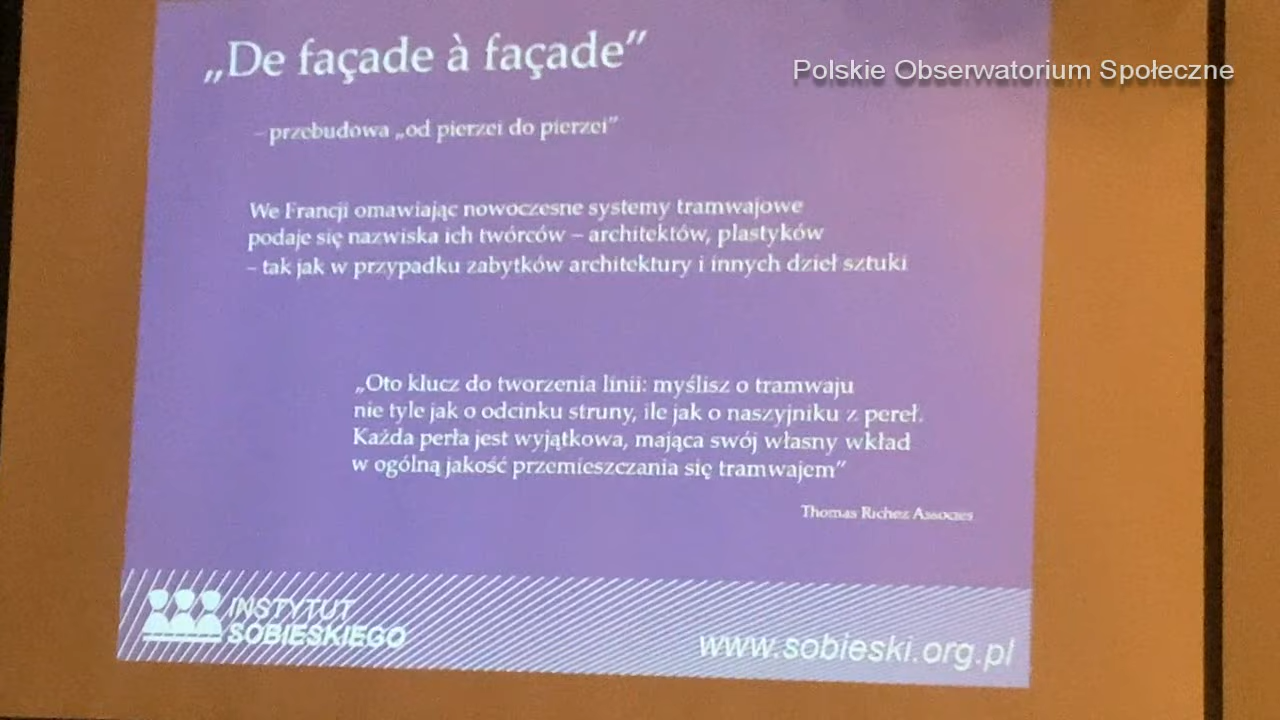 „De façade à façade”
Polskie Obserwatorium Społeczne
– przebudowa „od pierzei do pierzei”
We Francji omawiając nowoczesne systemy tramwajowe
podaje się nazwiska ich twórców – architektów, plastyków
– tak jak w przypadku zabytków architektury i innych dzieł sztuki
„Oto klucz do tworzenia linii: myślisz o tramwaju
nie tyle jak o odcinku struny, ile jak o naszyjniku z pereł.
Każda perła jest wyjątkowa, mająca swój własny wkład
w ogólną jakość przemieszczania się tramwajem”
Thomas Richez Associes
INSTYTUT
SOBIESKIEGO
www.sobieski.org.pl